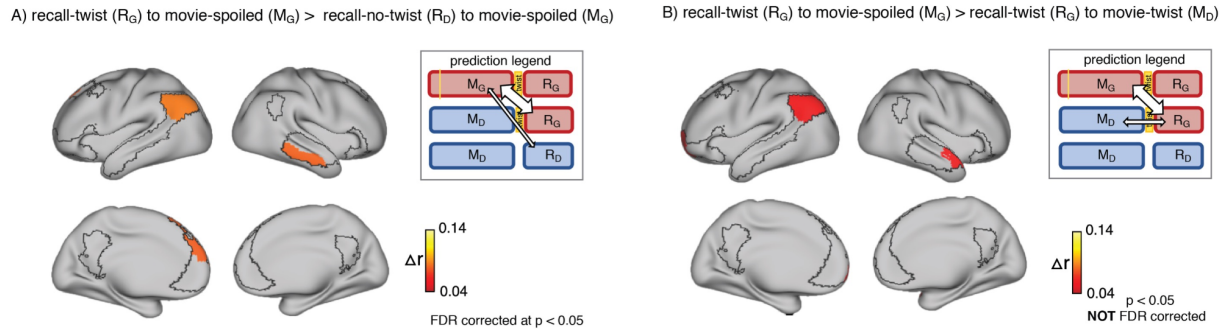 A) recall-twist (RG) to movie-spoiled (MG) > recall-no-twist (RD) to movie-spoiled (MG)
prediction legend
MG
twist
RG
MD
twist
RG
MD
RD
Δr
0.14
0.04
FDR corrected at p < 0.05
B) recall-twist (RG) to movie-spoiled (MG) > recall-twist (RG) to movie-twist (MD)
prediction legend
MG
twist
RG
MD
RG
MD
RD
Δr
0.14
0.04
p < 0.05
NOT FDR corrected